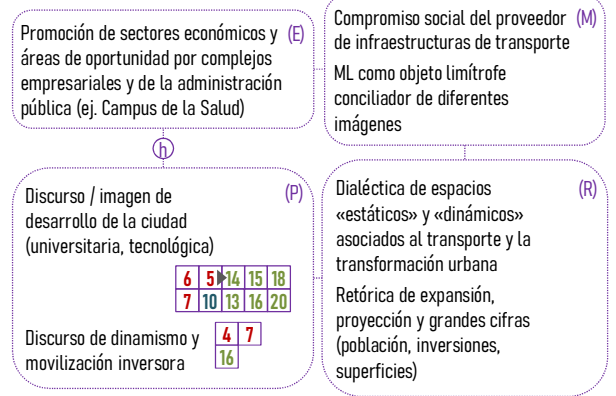 Promoción de sectores económicos y (E)
áreas de oportunidad por complejos
empresariales y de la administración
pública (ej. Campus de la Salud)
Compromiso social del proveedor (M)
de infraestructuras de transporte
ML como objeto limítrofe
conciliador de diferentes
imágenes
h
Discurso / imagen de (P)
desarrollo de la ciudad
(universitaria, tecnológica)
6 5 14 15 18
7 10 13 16 20
Discurso de dinamismo y 4 7
movilización inversora 16
Dialéctica de espacios (R)
«estáticos» y «dinámicos»
asociados al transporte y la
transformación urbana
Retórica de expansión,
proyección y grandes cifras
(población, inversiones,
superficies)